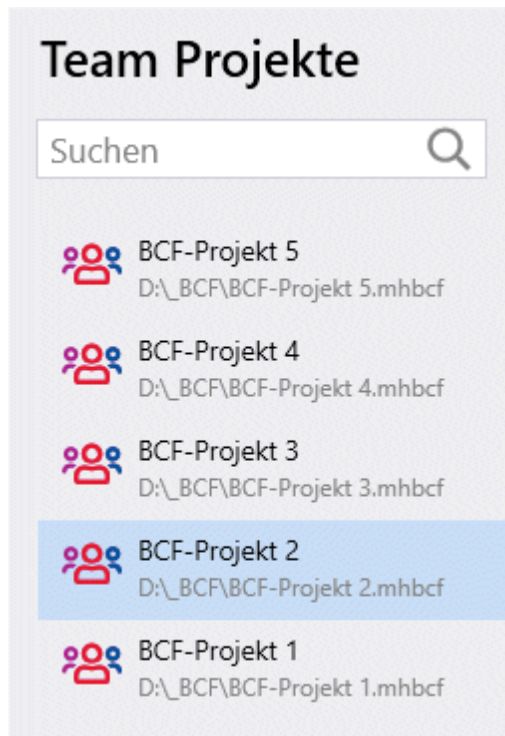 Team Projekte
Suchen
BCF-Projekt 5
D:\_BCF\BCF-Projekt 5.mhbcf
BCF-Projekt 4
D:\_BCF\BCF-Projekt 4.mhbcf
BCF-Projekt 3
D:\_BCF\BCF-Projekt 3.mhbcf
BCF-Projekt 2
D:\_BCF\BCF-Projekt 2.mhbcf
BCF-Projekt 1
D:\_BCF\BCF-Projekt 1.mhbcf